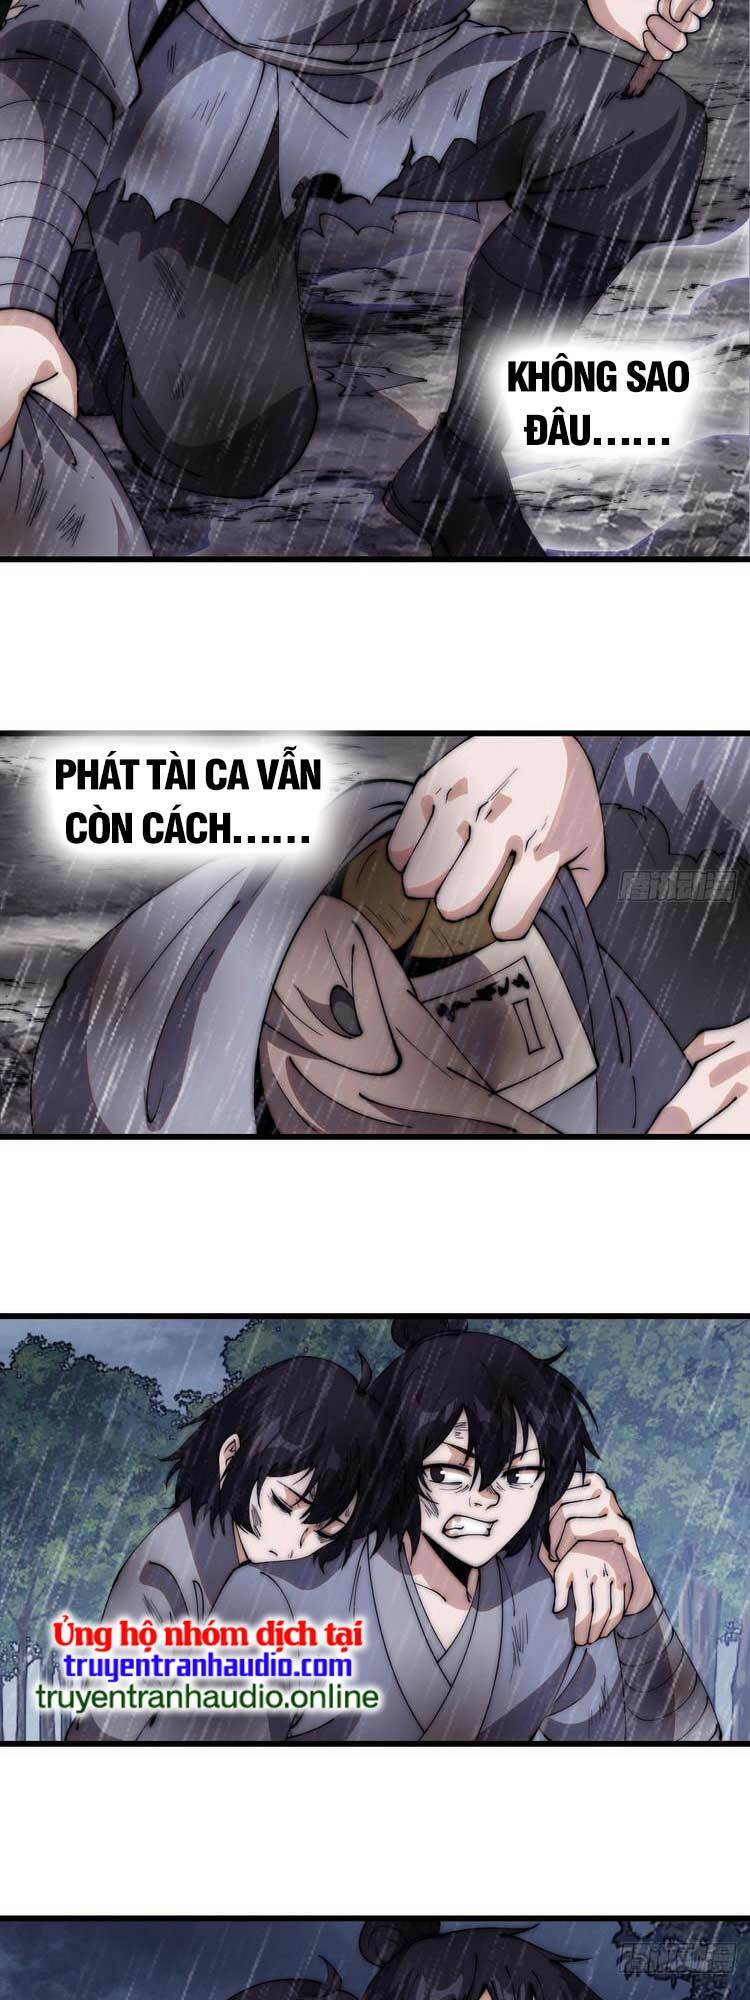 KHÔNG SAO
ĐÂU......
PHÁT TÀI CA VẪN
CÒN CÁCH......
Ủng hộ nhóm dịch tại
truyentranhaudio.com
truyentranhaudio.online